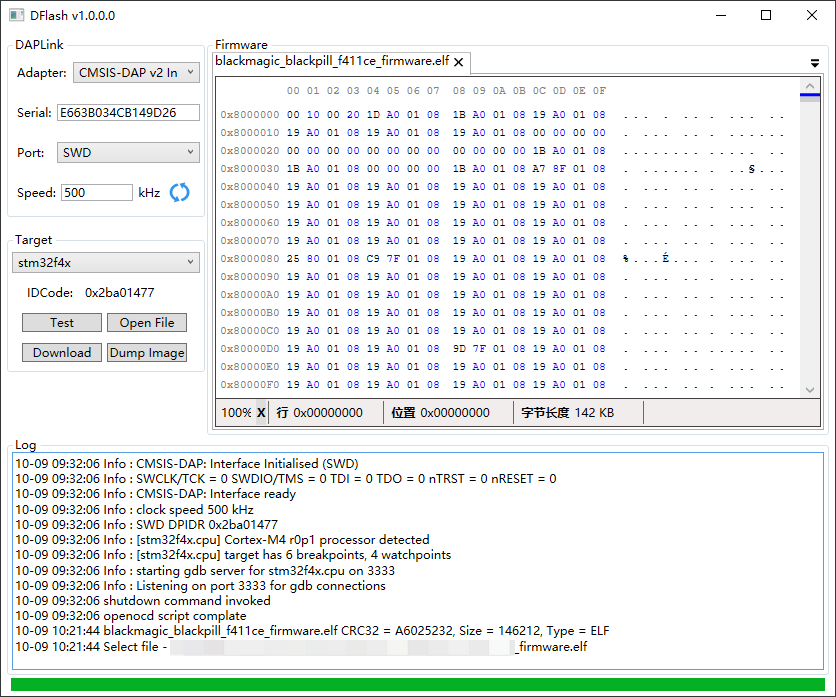 DFlash v1.0.0.0
DAPLink
Adapter: CMSIS-DAP v2 In
Serial: E663B034CB149D26
Port: SWD
Speed: 500 kHz
Target
stm32f4x
IDCode: 0x2ba01477
Test Open File
Download Dump Image
Firmware
blackmagic_blackpill_f411ce_firmware.elf X
00 01 02 03 04 05 06 07 08 09 0A 0B 0C 0D 0E 0F
0x8000000 00 10 00 20 1D A0 01 08 1B A0 01 08 19 A0 01 08 . . . . . . . . . . . . .
0x8000010 19 A0 01 08 19 A0 01 08 19 A0 01 08 00 00 00 00 . . . . . . . . . . . . .
0x8000020 00 00 00 00 00 00 00 00 00 00 00 00 1B A0 01 08 . . . . . . . . . . . . . . .
0x8000030 1B A0 01 08 00 00 00 00 1B A0 01 08 A7 8F 01 08 . . . . . . . . . . § . . .
0x8000040 19 A0 01 08 19 A0 01 08 19 A0 01 08 19 A0 01 08 . . . . . . . . . . . .
0x8000050 19 A0 01 08 19 A0 01 08 19 A0 01 08 19 A0 01 08 . . . . . . . . . . . .
0x8000060 19 A0 01 08 19 A0 01 08 19 A0 01 08 19 A0 01 08 . . . . . . . . . . . .
0x8000070 19 A0 01 08 19 A0 01 08 19 A0 01 08 19 A0 01 08 . . . . . . . . . . . .
0x8000080 25 80 01 08 C9 7F 01 08 19 A0 01 08 19 A0 01 08 % . . . É . . . . . . . . .
0x8000090 19 A0 01 08 19 A0 01 08 19 A0 01 08 19 A0 01 08 . . . . . . . . . . . .
0x80000A0 19 A0 01 08 19 A0 01 08 19 A0 01 08 19 A0 01 08 . . . . . . . . . . . .
0x80000B0 19 A0 01 08 19 A0 01 08 19 A0 01 08 19 A0 01 08 . . . . . . . . . . . .
0x80000C0 19 A0 01 08 19 A0 01 08 19 A0 01 08 19 A0 01 08 . . . . . . . . . . . .
0x80000D0 19 A0 01 08 19 A0 01 08 9D 7F 01 08 19 A0 01 08 . . . . . . . . . . . . .
0x80000E0 19 A0 01 08 19 A0 01 08 19 A0 01 08 19 A0 01 08 . . . . . . . . . . . .
0x80000F0 19 A0 01 08 19 A0 01 08 19 A0 01 08 19 A0 01 08 . . . . . . . . . . . .
100% X 行 0x00000000 位置 0x00000000 字节长度 142 KB
Log
10-09 09:32:06 Info : CMSIS-DAP: Interface Initialised (SWD)
10-09 09:32:06 Info : SWCLK/TCK = 0 SWDIO/TMS = 0 TDI = 0 TDO = 0 nTRST = 0 nRESET = 0
10-09 09:32:06 Info : CMSIS-DAP: Interface ready
10-09 09:32:06 Info : clock speed 500 kHz
10-09 09:32:06 Info : SWD DPIDR 0x2ba01477
10-09 09:32:06 Info : [stm32f4x.cpu] Cortex-M4 r0p1 processor detected
10-09 09:32:06 Info : [stm32f4x.cpu] target has 6 breakpoints, 4 watchpoints
10-09 09:32:06 Info : starting gdb server for stm32f4x.cpu on 3333
10-09 09:32:06 Info : Listening on port 3333 for gdb connections
10-09 09:32:06 shutdown command invoked
10-09 09:32:06 openocd script complate
10-09 10:21:44 blackmagic_blackpill_f411ce_firmware.elf CRC32 = A6025232, Size = 146212, Type = ELF
10-09 10:21:44 Select file - _firmware.elf